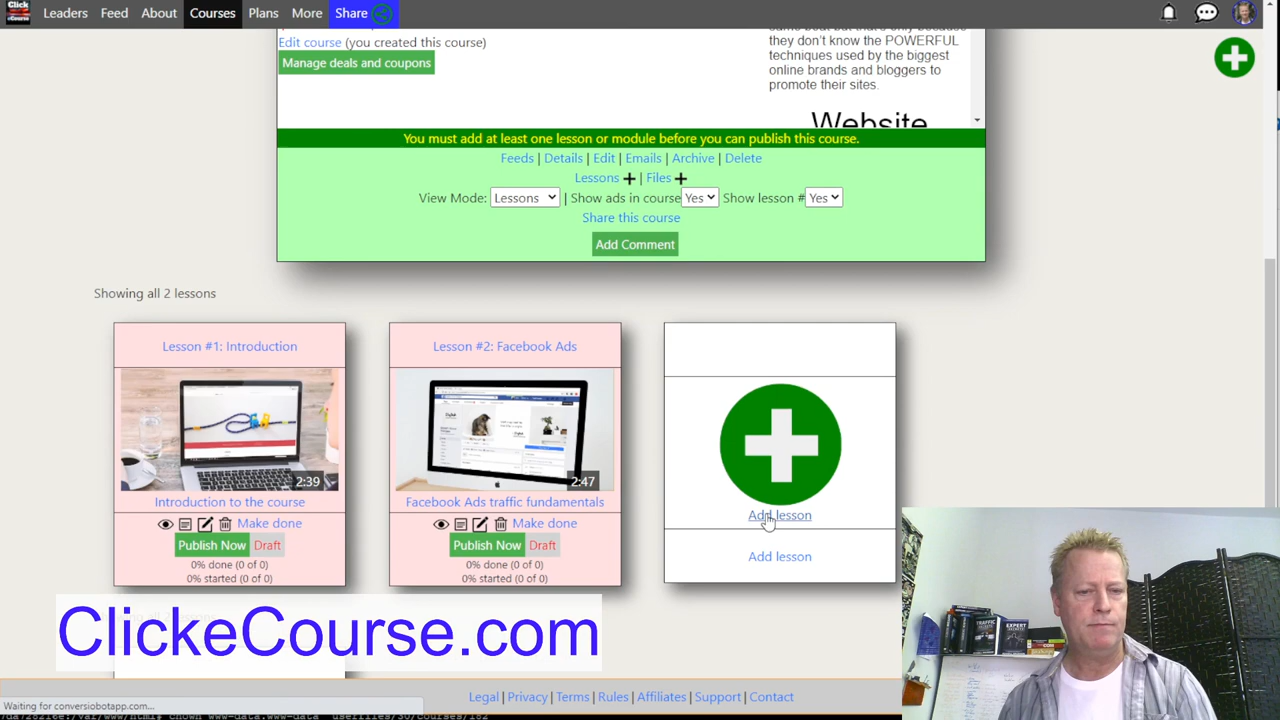 Click
eCourse
Leaders Feed About Courses Plans More Share
Edit course (you created this course)
Manage deals and coupons
they don't know the POWERFUL
techniques used by the biggest
online brands and bloggers to
promote their sites.
Website
You must add at least one lesson or module before you can publish this course.
Feeds | Details | Edit | Emails | Archive | Delete
Lessons | Files
View Mode: Lessons | Show ads in course Yes Show lesson # Yes
Share this course
Add Comment
Showing all 2 lessons
Lesson #1: Introduction
2:39
Introduction to the course
Make done
Publish Now Draft
0% done (0 of 0)
0% started (0 of 0)
Lesson #2: Facebook Ads
2:47
Facebook Ads traffic fundamentals
Make done
Publish Now Draft
0% done (0 of 0)
0% started (0 of 0)
Add lesson
Add lesson
ClickeCourse.com
TRAFFIC
EXPERT
Legal | Privacy | Terms | Rules | Affiliates | Support | Contact
Waiting for conversiobotapp.com...